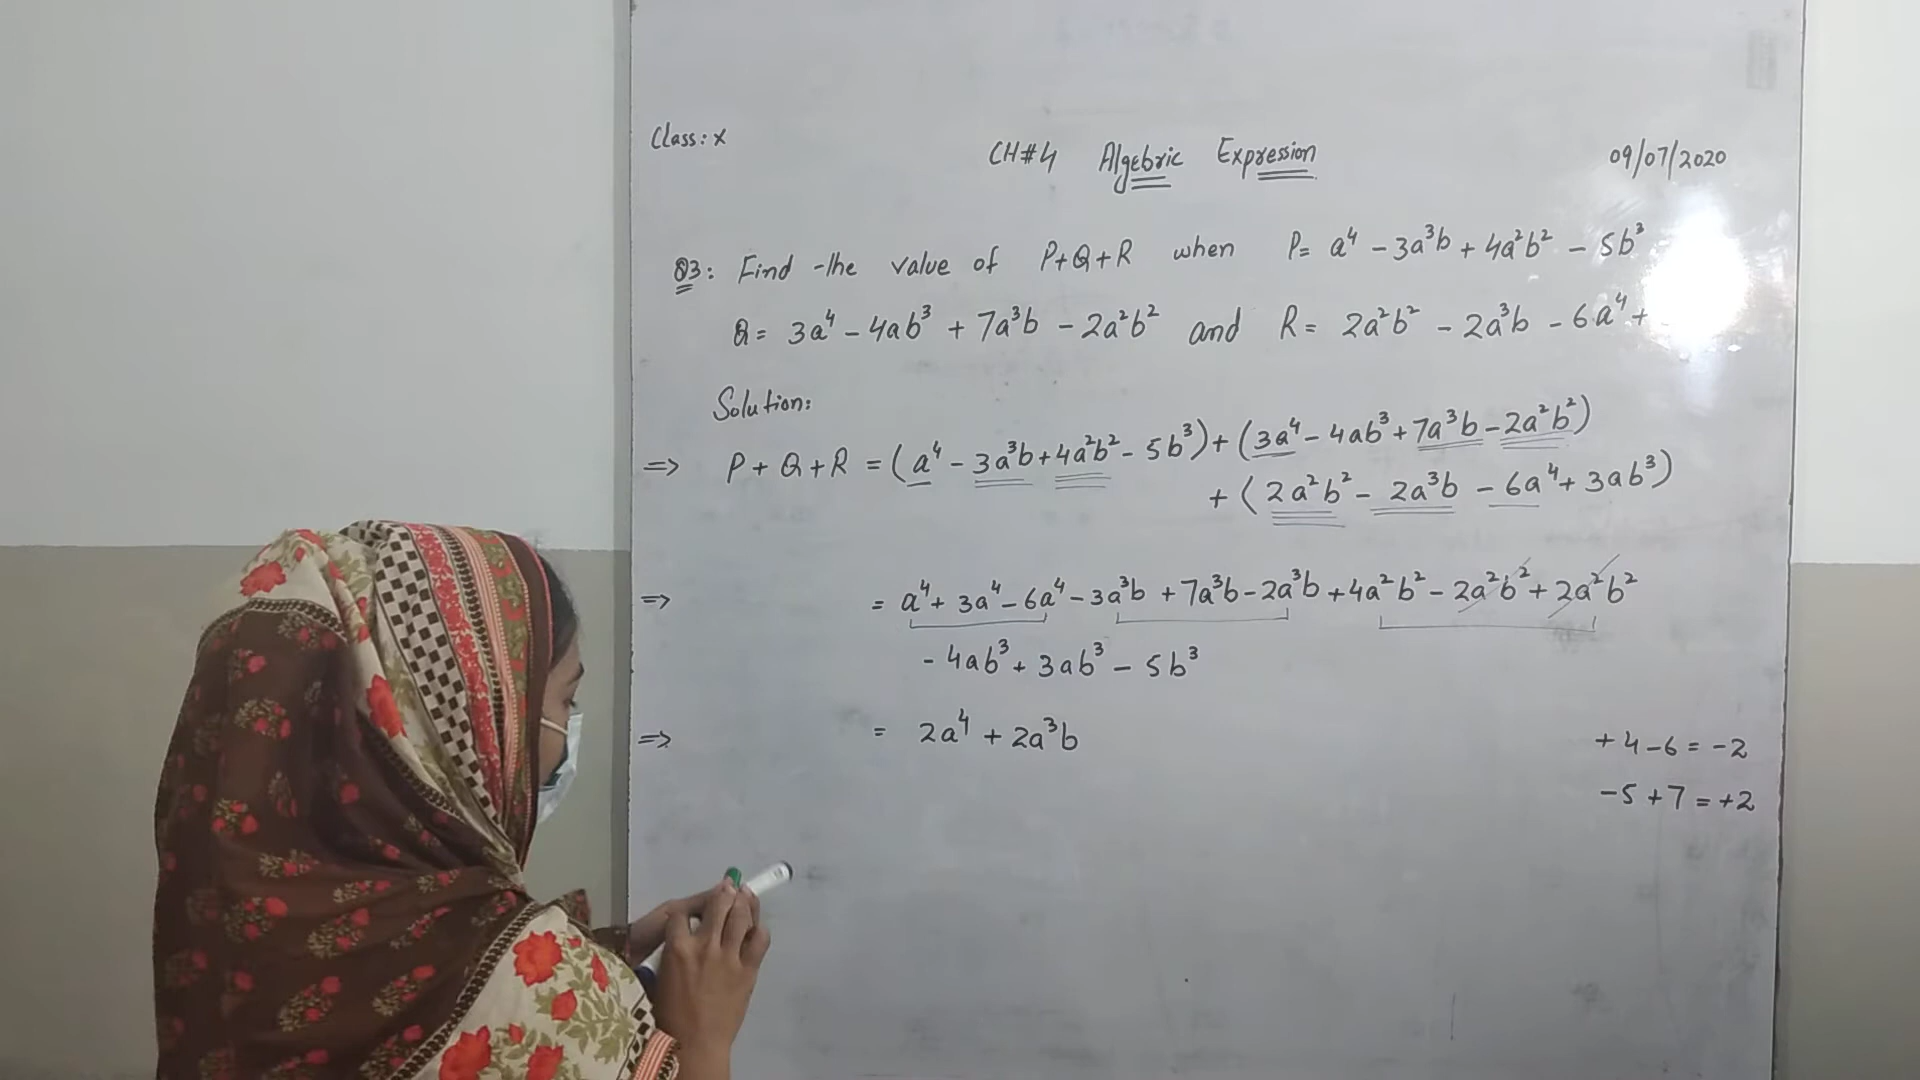 Class: X
CH#4 Algebric Expression
09/07/2020
Q3: Find the value of P+Q+R when P= a⁴ - 3a³b + 4a²b² - 5b³
Q= 3a⁴ - 4ab³ + 7a³b - 2a²b² and R= 2a²b² - 2a³b - 6a⁴ +
Solution:
=> P + Q + R = (a⁴ - 3a³b + 4a²b² - 5b³) + (3a⁴ - 4ab³ + 7a³b - 2a²b²)
+ (2a²b² - 2a³b - 6a⁴ + 3ab³)
=> = a⁴ + 3a⁴ - 6a⁴ - 3a³b + 7a³b - 2a³b + 4a²b² - 2a²b² + 2a²b²
- 4ab³ + 3ab³ - 5b³
=> = 2a⁴ + 2a³b
+4-6=-2
-5+7=+2